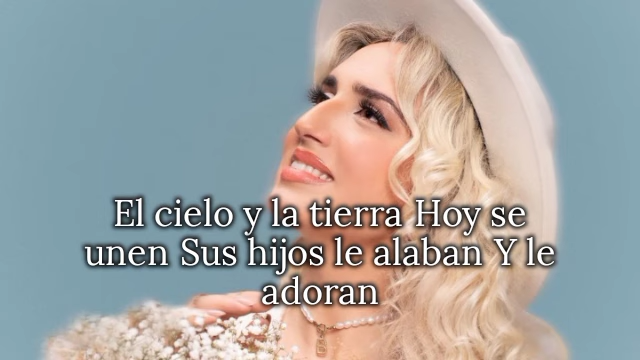 El cielo y la tierra Hoy se
unen Sus hijos le alaban Y le
adoran